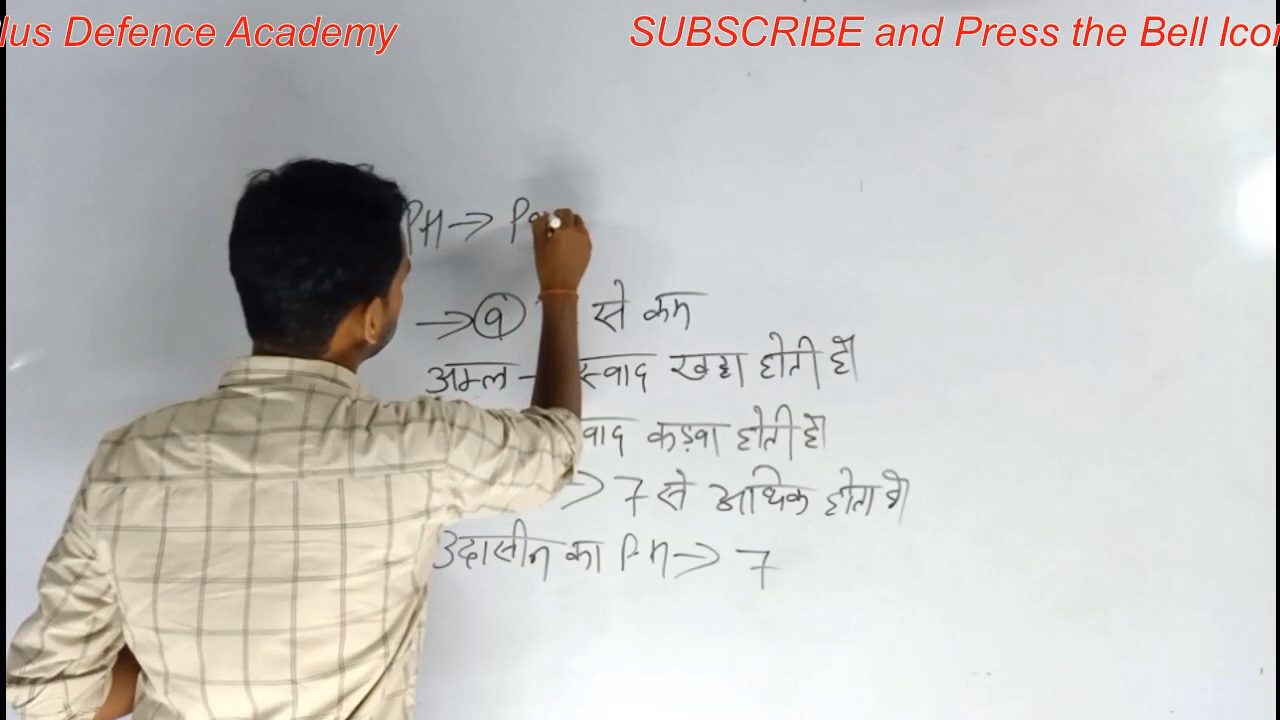 lus Defence Academy SUBSCRIBE and Press the Bell Icon
PH → P
→ से कम
अम्ल - स्वाद खट्टा होती है
वाद कड़वा होती है
→ 7 से अधिक होता है
उदासीन का PH → 7